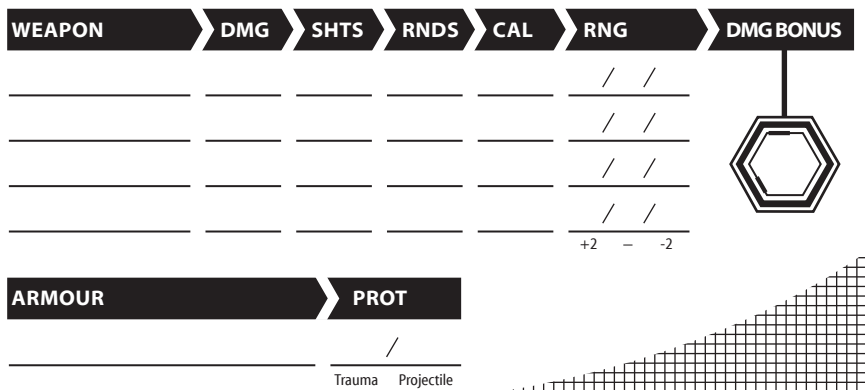 WEAPON DMG SHTS RNDS CAL RNG DMG BONUS
/ /
/ /
/ /
/ /
+2 – -2
ARMOUR PROT
/
Trauma Projectile